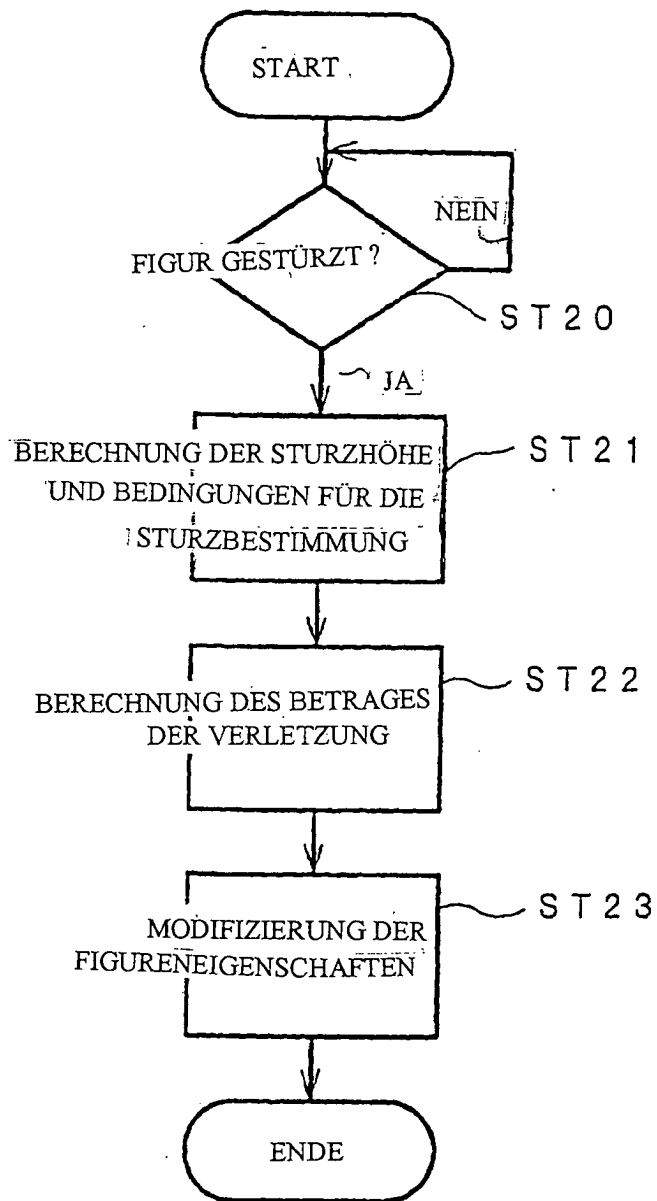 START
NEIN
FIGUR GESTÜRZT ?
ST20
JA
BERECHNUNG DER STURZHÖHE
UND BEDINGUNGEN FÜR DIE
STURZBESTIMMUNG
ST21
BERECHNUNG DES BETRAGES
DER VERLETZUNG
ST22
MODIFIZIERUNG DER
FIGURENEIGENSCHAFTEN
ST23
ENDE